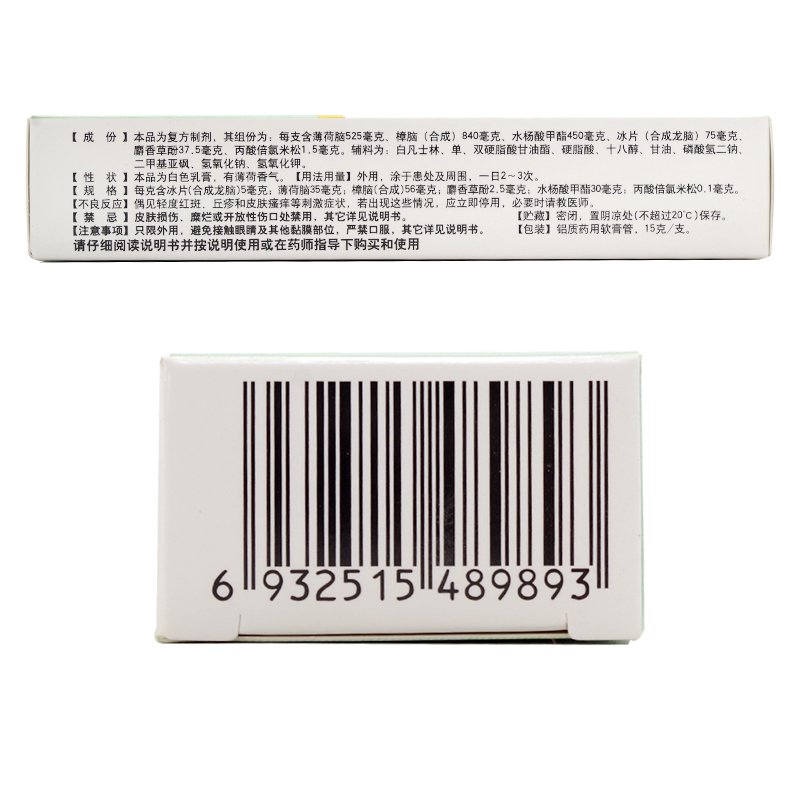 【 成 份 】本品为复方制剂，其组份为：每支含薄荷脑525毫克、樟脑（合成）840毫克、水杨酸甲酯450毫克、冰片（合成龙脑）75毫克、
麝香草酚37.5毫克、丙酸倍氯米松1.5毫克。辅料为：白凡士林、单、双硬脂酸甘油酯、硬脂酸、十八醇、甘油、磷酸氢二钠、
二甲基亚砜、氢氧化钠、氢氧化钾。
【 性 状 】本品为白色乳膏，有薄荷香气。【用法用量】外用，涂于患处及周围，一日2～3次。
【 规 格 】每克含冰片(合成龙脑)5毫克；薄荷脑35毫克；樟脑(合成)56毫克；麝香草酚2.5毫克；水杨酸甲酯30毫克；丙酸倍氯米松0.1毫克。
【不良反应】偶见轻度红斑、丘疹和皮肤瘙痒等刺激症状，若出现这些情况，应立即停用，必要时请教医师。
【 禁 忌 】皮肤损伤、糜烂或开放性伤口处禁用，其它详见说明书。 【贮藏】密闭，置阴凉处(不超过20℃)保存。
【注意事项】只限外用，避免接触眼睛及其他黏膜部位，严禁口服，其它详见说明书。 【包装】铝质药用软膏管，15克／支。
请仔细阅读说明书并按说明使用或在药师指导下购买和使用
6 932515 489893